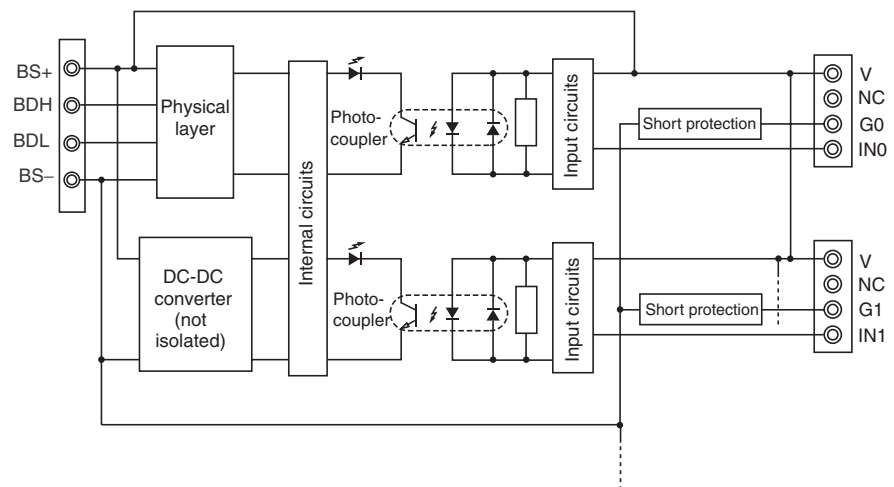 BS+
BDH
BDL
BS−
Physical
layer
Internal circuits
Photo-
coupler
Input circuits
Short protection
V
NC
G0
IN0
DC-DC
converter
(not
isolated)
Photo-
coupler
Input circuits
Short protection
V
NC
G1
IN1